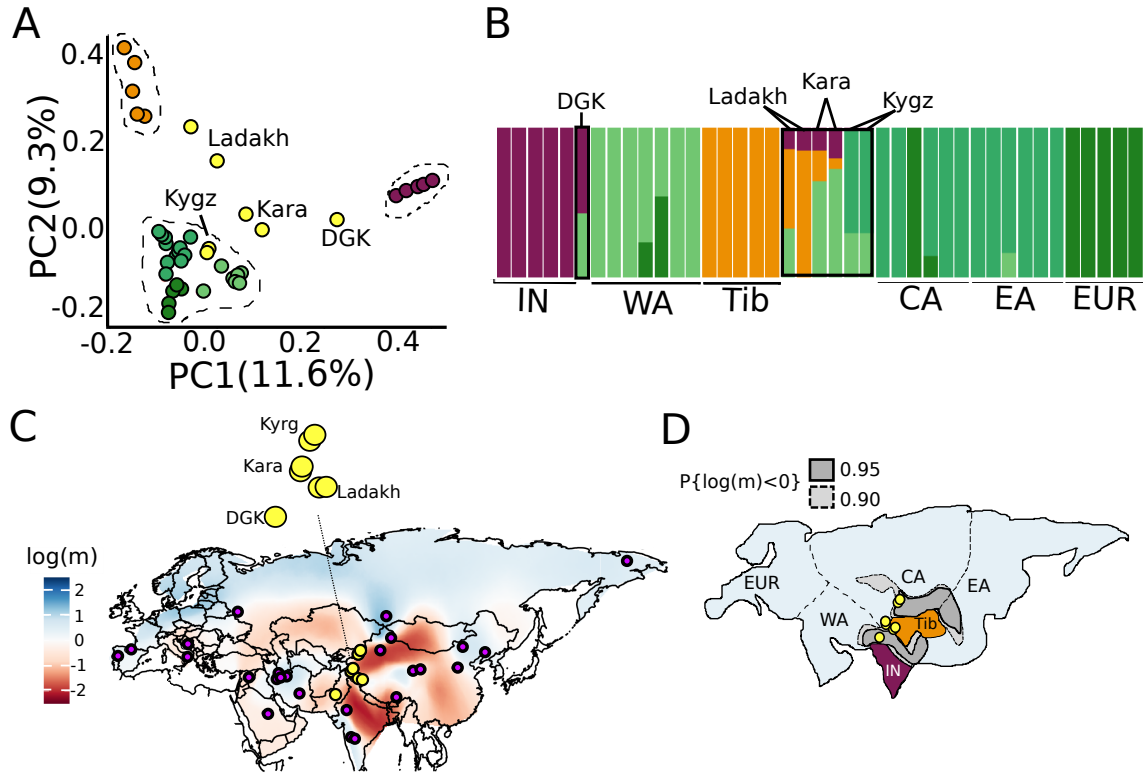 A
0.4
0.2
0.0
-0.2
PC2(9.3%)
Ladakh
Kygz
Kara
DGK
-0.2
0.0
0.2
0.4
PC1(11.6%)
B
Kara
Ladakh
Kygz
DGK
IN
WA
Tib
CA
EA
EUR
C
Kyrg
Kara
Ladakh
DGK
log(m)
2
1
0
-1
-2
D
P{log(m)<0}
0.95
0.90
EUR
CA
EA
WA
Tib
IN